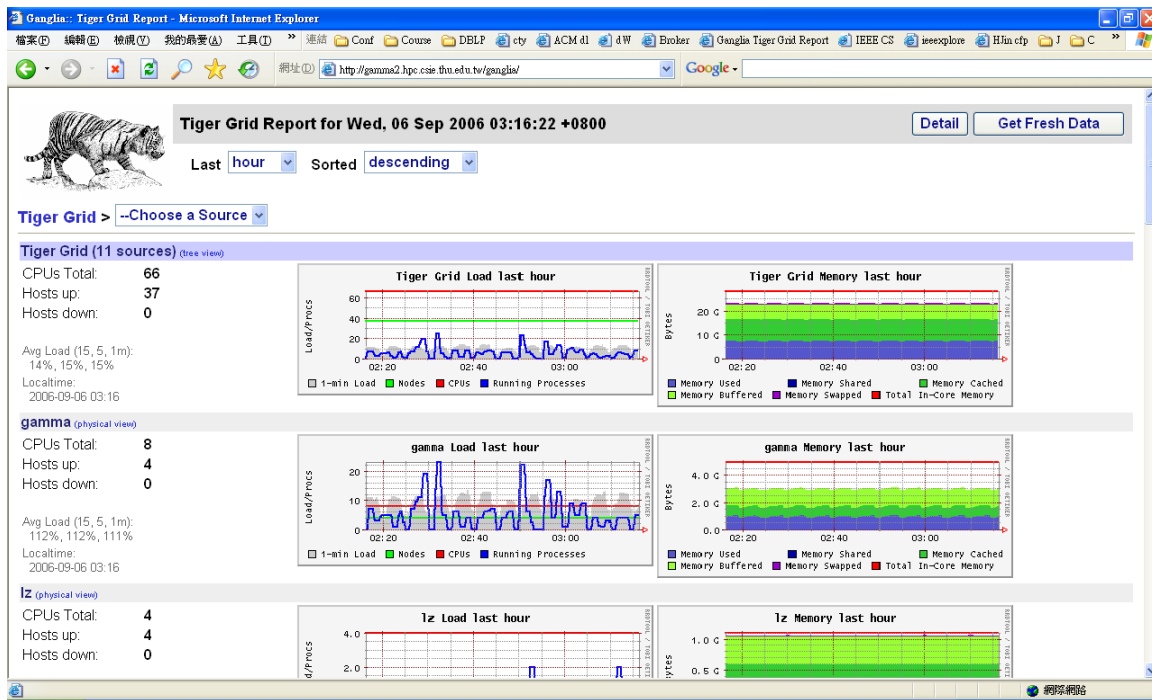 Ganglia:: Tiger Grid Report - Microsoft Internet Explorer
檔案(F) 編輯(E) 檢視(V) 我的最愛(A) 工具(T) » 連結 Conf Course DBLP cty ACM dl d W Broker Ganglia Tiger Grid Report IEEE CS ieeexplore HJin cfp J C »
網址(D) http://gamma2.hpc.csie.thu.edu.tw/ganglia/ Google
Tiger Grid Report for Wed, 06 Sep 2006 03:16:22 +0800 Detail Get Fresh Data
Last hour Sorted descending
Tiger Grid > --Choose a Source
Tiger Grid (11 sources) (tree view)
CPUs Total: 66
Hosts up: 37
Hosts down: 0
Avg Load (15, 5, 1m):
14%, 15%, 15%
Localtime:
2006-09-06 03:16
Tiger Grid Load last hour
Load/Procs
60
40
20
0
02:20 02:40 03:00
1-min Load Nodes CPUs Running Processes
RRDTOOL / TOBI OETIKER
Tiger Grid Memory last hour
Bytes
20 G
10 G
0
02:20 02:40 03:00
Memory Used Memory Shared Memory Cached
Memory Buffered Memory Swapped Total In-Core Memory
RRDTOOL / TOBI OETIKER
gamma (physical view)
CPUs Total: 8
Hosts up: 4
Hosts down: 0
Avg Load (15, 5, 1m):
112%, 112%, 111%
Localtime:
2006-09-06 03:16
gamma Load last hour
Load/Procs
20
10
0
02:20 02:40 03:00
1-min Load Nodes CPUs Running Processes
RRDTOOL / TOBI OETIKER
gamma Memory last hour
Bytes
4.0 G
2.0 G
0.0
02:20 02:40 03:00
Memory Used Memory Shared Memory Cached
Memory Buffered Memory Swapped Total In-Core Memory
RRDTOOL / TOBI OETIKER
lz (physical view)
CPUs Total: 4
Hosts up: 4
Hosts down: 0
lz Load last hour
4.0
2.0
lz Memory last hour
1.0 G
0.5 G
網際網路